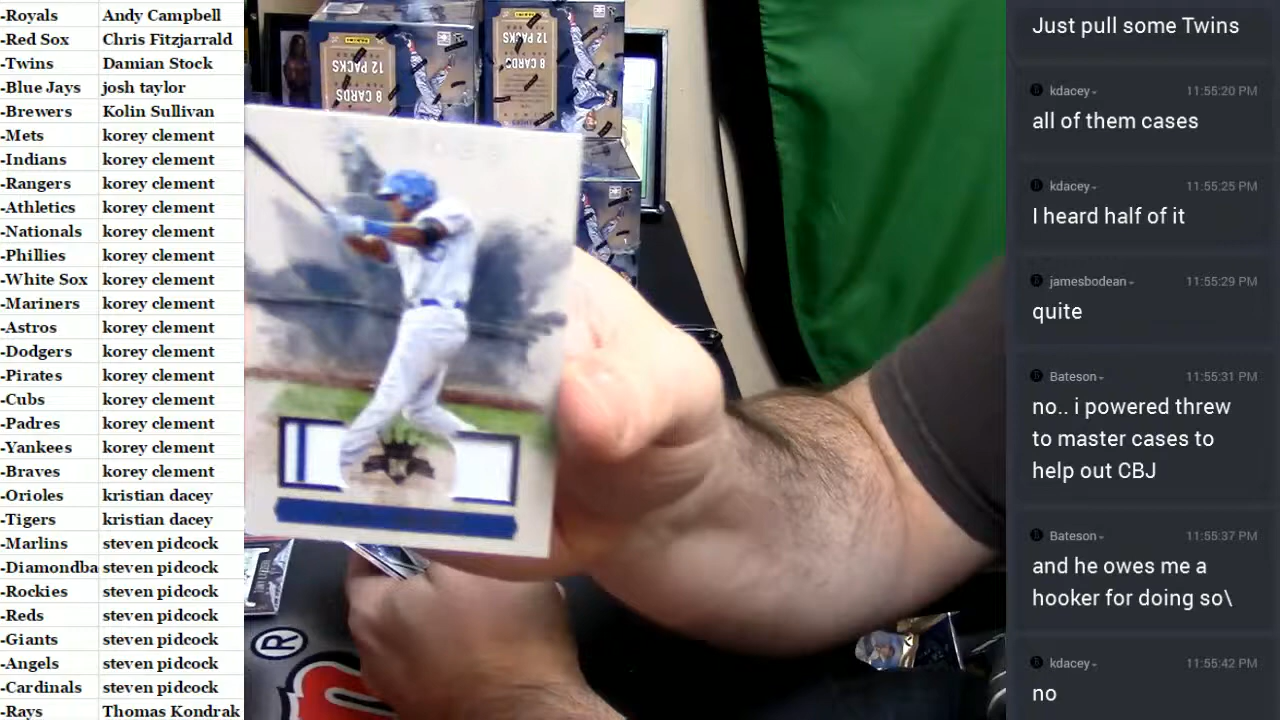 -Royals Andy Campbell
-Red Sox Chris Fitzjarrald
-Twins Damian Stock
-Blue Jays josh taylor
-Brewers Kolin Sullivan
-Mets korey clement
-Indians korey clement
-Rangers korey clement
-Athletics korey clement
-Nationals korey clement
-Phillies korey clement
-White Sox korey clement
-Mariners korey clement
-Astros korey clement
-Dodgers korey clement
-Pirates korey clement
-Cubs korey clement
-Padres korey clement
-Yankees korey clement
-Braves korey clement
-Orioles kristian dacey
-Tigers kristian dacey
-Marlins steven pidcock
-Diamondba steven pidcock
-Rockies steven pidcock
-Reds steven pidcock
-Giants steven pidcock
-Angels steven pidcock
-Cardinals steven pidcock
-Rays Thomas Kondrak
12 PACKS
8 CARDS
12 PACKS
8 CARDS
®
Just pull some Twins
kdacey 11:55:20 PM
all of them cases
kdacey 11:55:25 PM
I heard half of it
jamesbodean 11:55:29 PM
quite
Bateson 11:55:31 PM
no.. i powered threw
to master cases to
help out CBJ
Bateson 11:55:37 PM
and he owes me a
hooker for doing so\
kdacey 11:55:42 PM
no